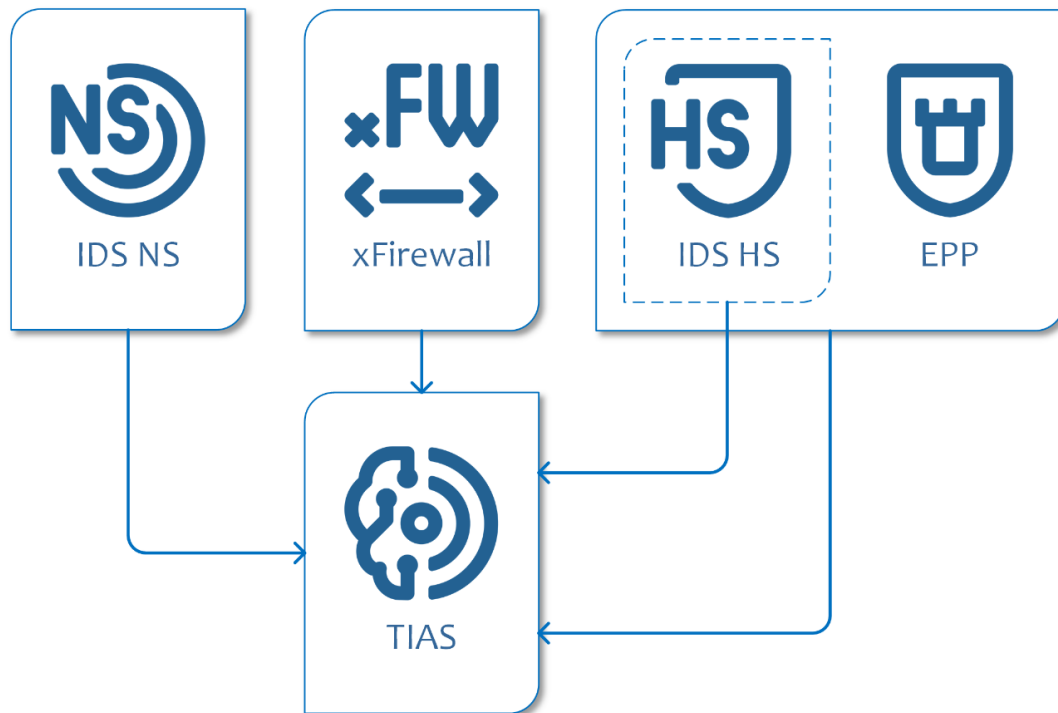 NS
IDS NS
xFW
xFirewall
HS
IDS HS
EPP
TIAS